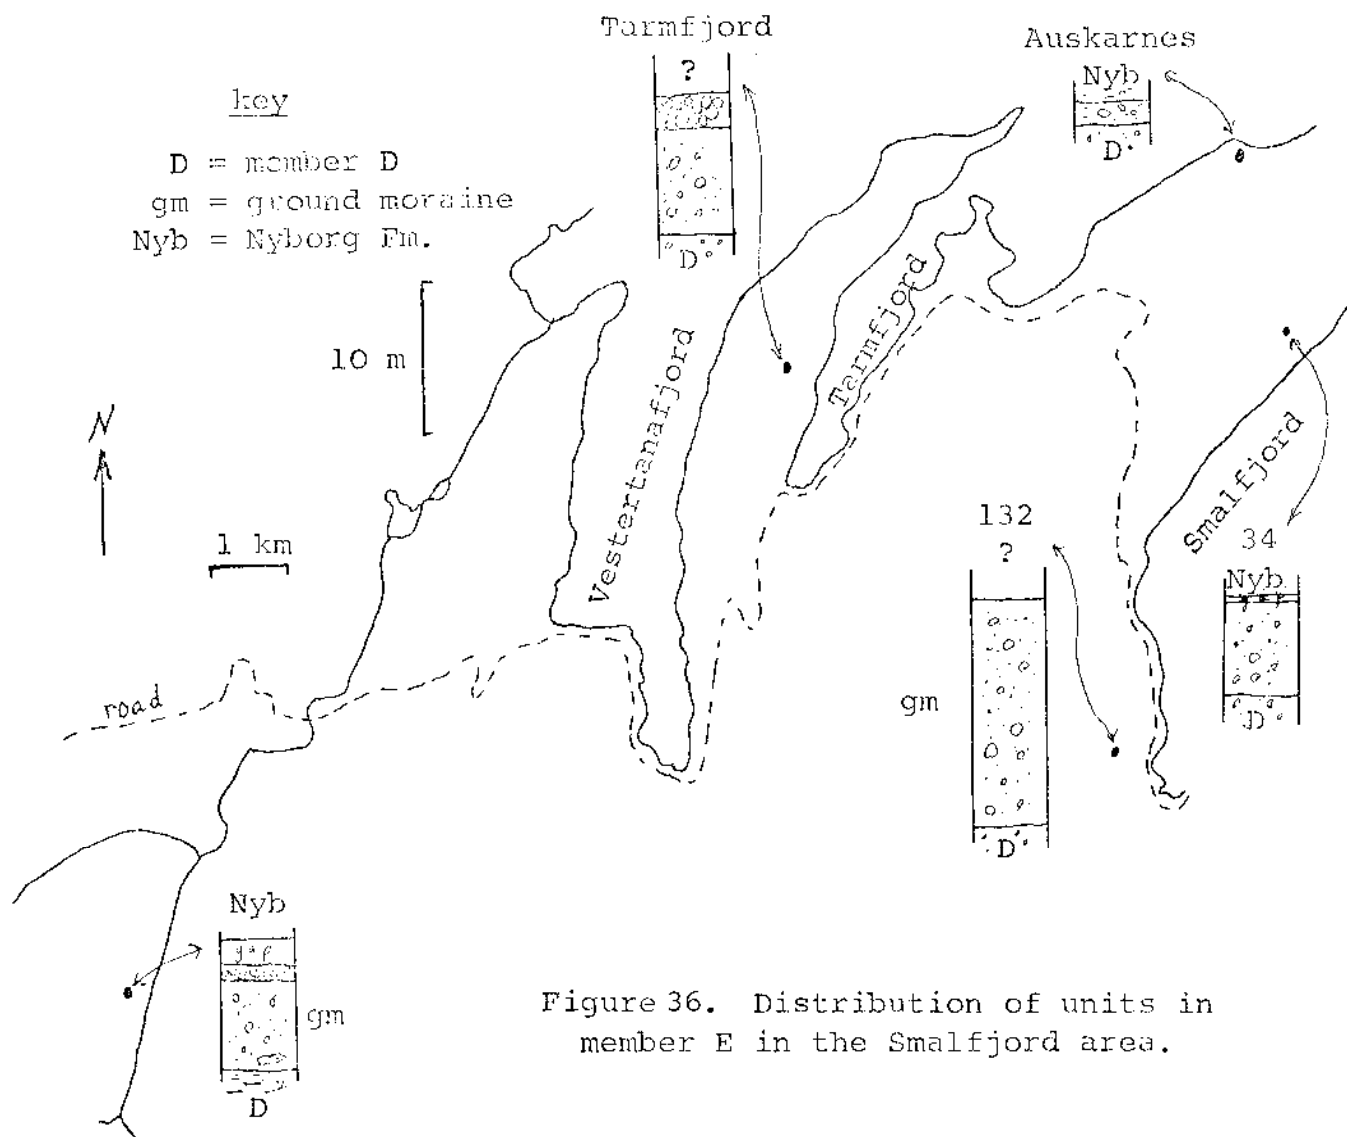 Tarmfjord
?
D
Auskarnes
Nyb
D
key
D = member D
gm = ground moraine
Nyb = Nyborg Fm.
10 m
N
1 km
Vestertanafjord
Tarmfjord
Smalfjord
132
?
gm
D
34
Nyb
D
road
Nyb
gm
D
Figure 36. Distribution of units in
member E in the Smalfjord area.